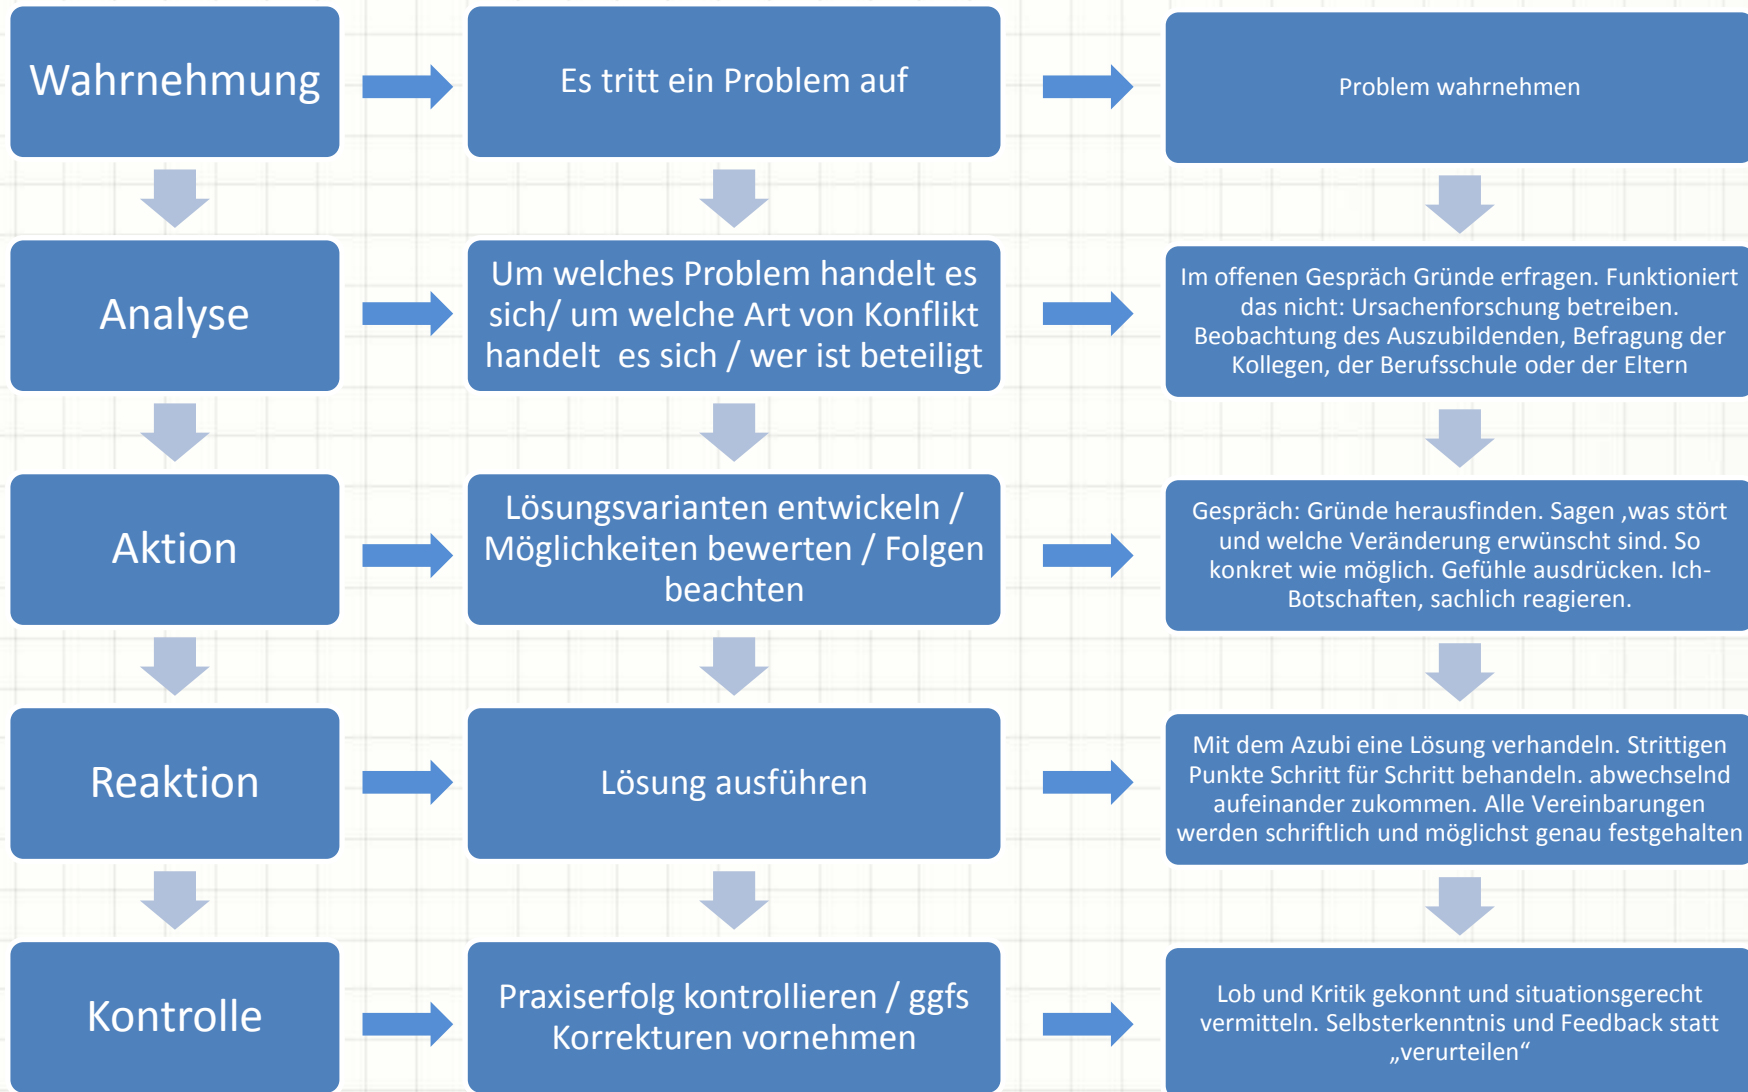 Wahrnehmung
Es tritt ein Problem auf
Problem wahrnehmen
Analyse
Um welches Problem handelt es
sich/ um welche Art von Konflikt
handelt  es sich / wer ist beteiligt
Im offenen Gespräch Gründe erfragen. Funktioniert
das nicht: Ursachenforschung betreiben.
Beobachtung des Auszubildenden, Befragung der
Kollegen, der Berufsschule oder der Eltern
Aktion
Lösungsvarianten entwickeln /
Möglichkeiten bewerten / Folgen
beachten
Gespräch: Gründe herausfinden. Sagen ,was stört
und welche Veränderung erwünscht sind. So
konkret wie möglich. Gefühle ausdrücken. Ich-
Botschaften, sachlich reagieren.
Reaktion
Lösung ausführen
Mit dem Azubi eine Lösung verhandeln. Strittigen
Punkte Schritt für Schritt behandeln. abwechselnd
aufeinander zukommen. Alle Vereinbarungen
werden schriftlich und möglichst genau festgehalten
Kontrolle
Praxiserfolg kontrollieren / ggfs
Korrekturen vornehmen
Lob und Kritik gekonnt und situationsgerecht
vermitteln. Selbsterkenntnis und Feedback statt
„verurteilen“